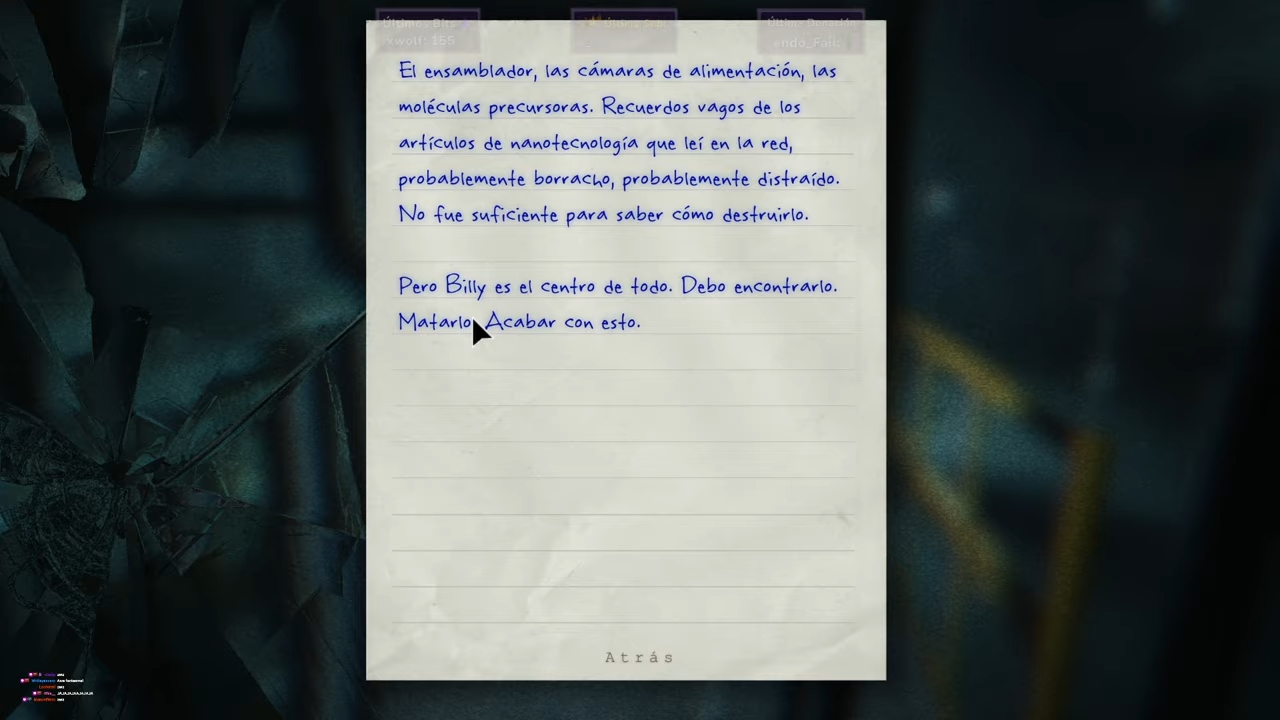 xwolf: 155
El ensamblador, las cámaras de alimentación, las
moléculas precursoras. Recuerdos vagos de los
artículos de nanotecnología que leí en la red,
probablemente borracho, probablemente distraído.
No fue suficiente para saber cómo destruirlo.
Pero Billy es el centro de todo. Debo encontrarlo.
Matarlo. Acabar con esto.
Atrás